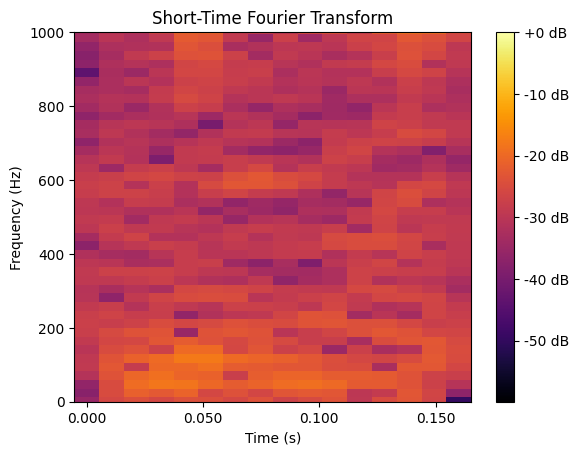 Short-Time Fourier Transform
1000
800
600
400
200
0
Frequency (Hz)
0.000
0.050
0.100
0.150
Time (s)
+0 dB
-10 dB
-20 dB
-30 dB
-40 dB
-50 dB